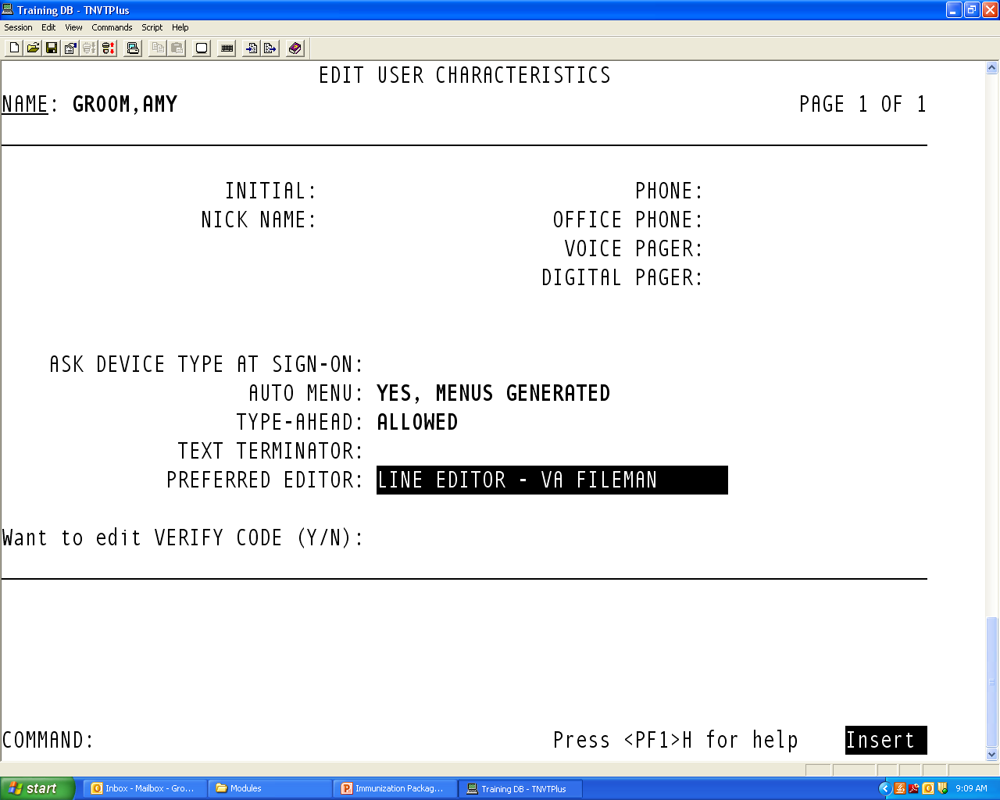 Training DB - TNVTPlus
Session Edit View Commands Script Help
EDIT USER CHARACTERISTICS
NAME: GROOM,AMY PAGE 1 OF 1
INITIAL: PHONE:
NICK NAME: OFFICE PHONE:
VOICE PAGER:
DIGITAL PAGER:
ASK DEVICE TYPE AT SIGN-ON:
AUTO MENU: YES, MENUS GENERATED
TYPE-AHEAD: ALLOWED
TEXT TERMINATOR:
PREFERRED EDITOR: LINE EDITOR - VA FILEMAN
Want to edit VERIFY CODE (Y/N):
COMMAND: Press <PF1>H for help Insert
start Inbox - Mailbox - Gro... Modules Immunization Packag... Training DB - TNVTPlus 9:09 AM